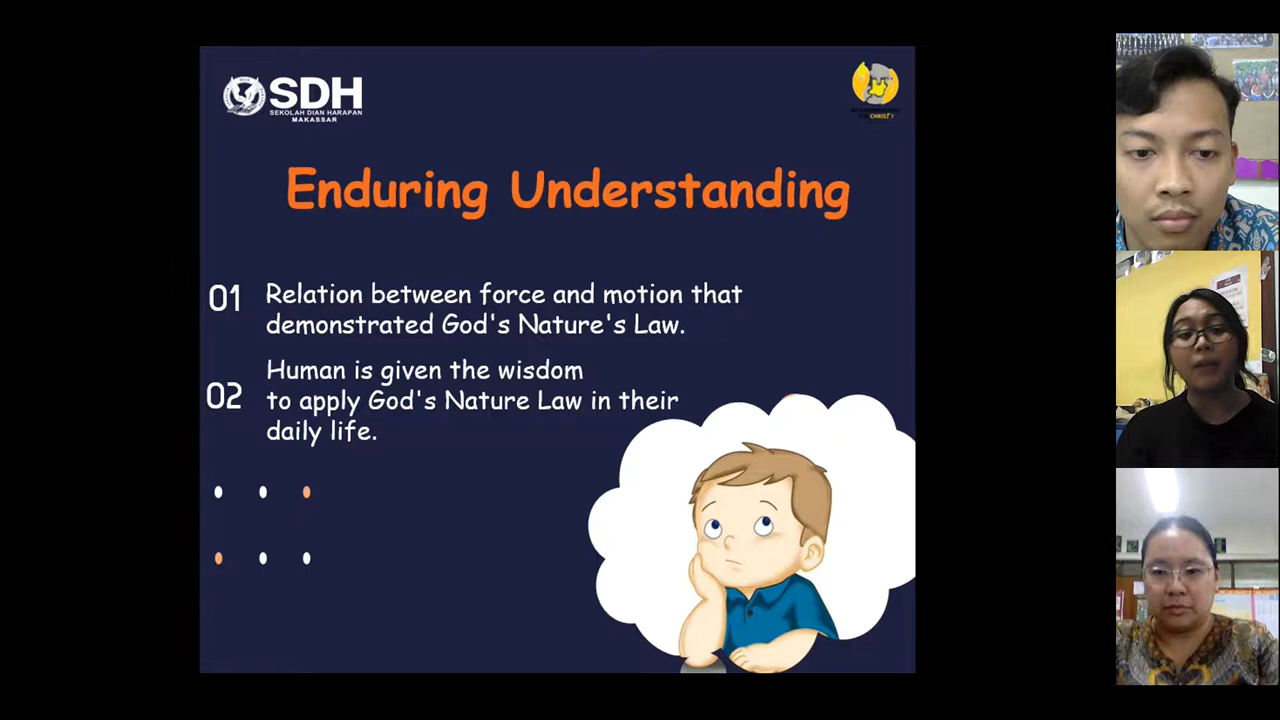 SDH
SEKOLAH DIAN HARAPAN
MAKASSAR
CHRIST
Enduring Understanding
01
Relation between force and motion that
demonstrated God's Nature's Law.
02
Human is given the wisdom
to apply God's Nature Law in their
daily life.